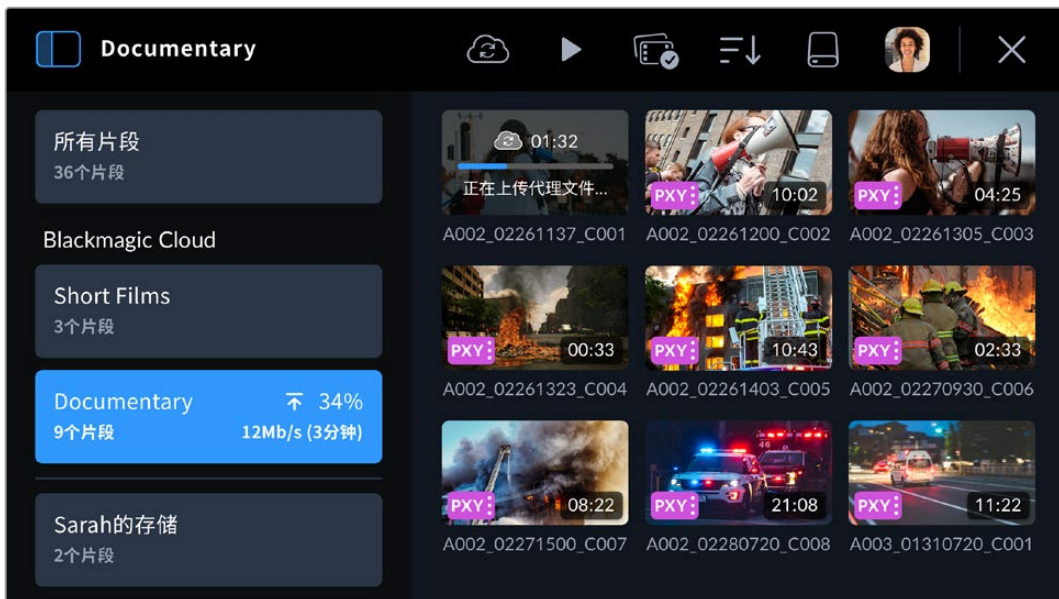 Documentary
所有片段
36个片段
Blackmagic Cloud
Short Films
3个片段
Documentary 34%
9个片段 12Mb/s (3分钟)
Sarah的存储
2个片段
01:32
正在上传代理文件...
PXY 10:02
PXY 04:25
A002_02261137_C001 A002_02261200_C002 A002_02261305_C003
PXY 00:33
PXY 10:43
PXY 02:33
A002_02261323_C004 A002_02261403_C005 A002_02270930_C006
PXY 08:22
PXY 21:08
PXY 11:22
A002_02271500_C007 A002_02280720_C008 A003_01310720_C001